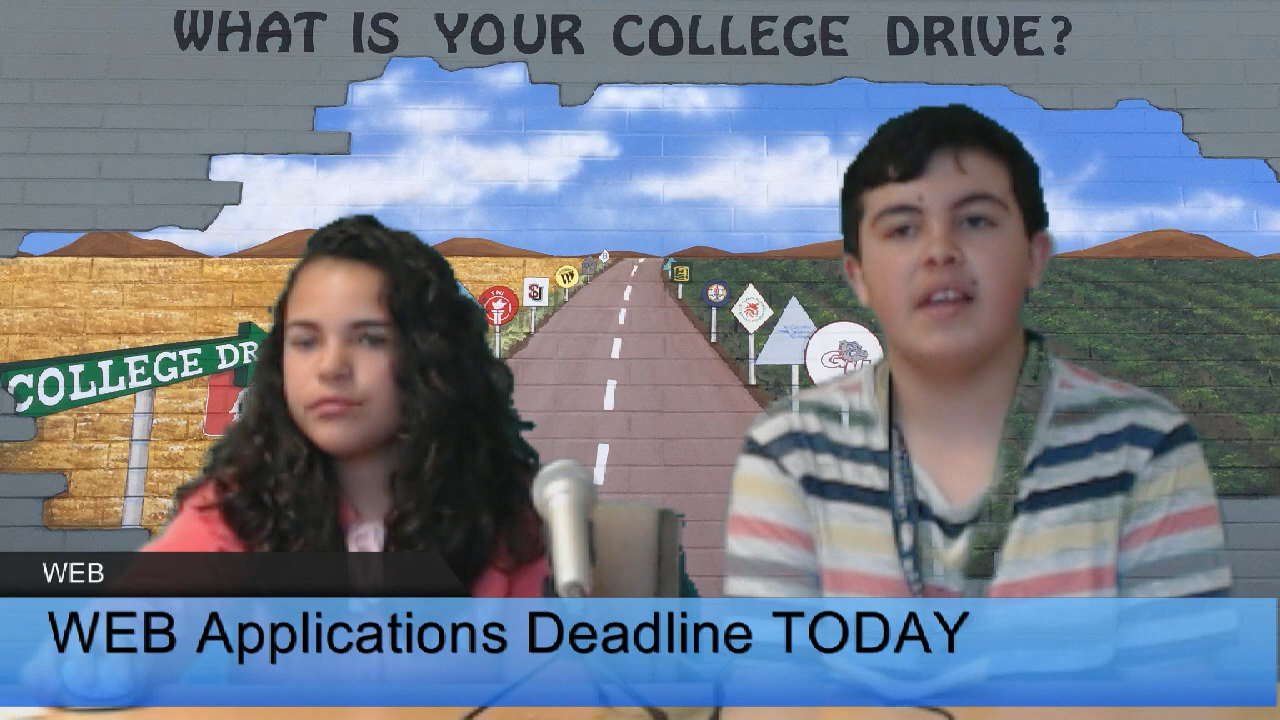 WHAT IS YOUR COLLEGE DRIVE?
COLLEGE DR
WEB
WEB Applications Deadline TODAY